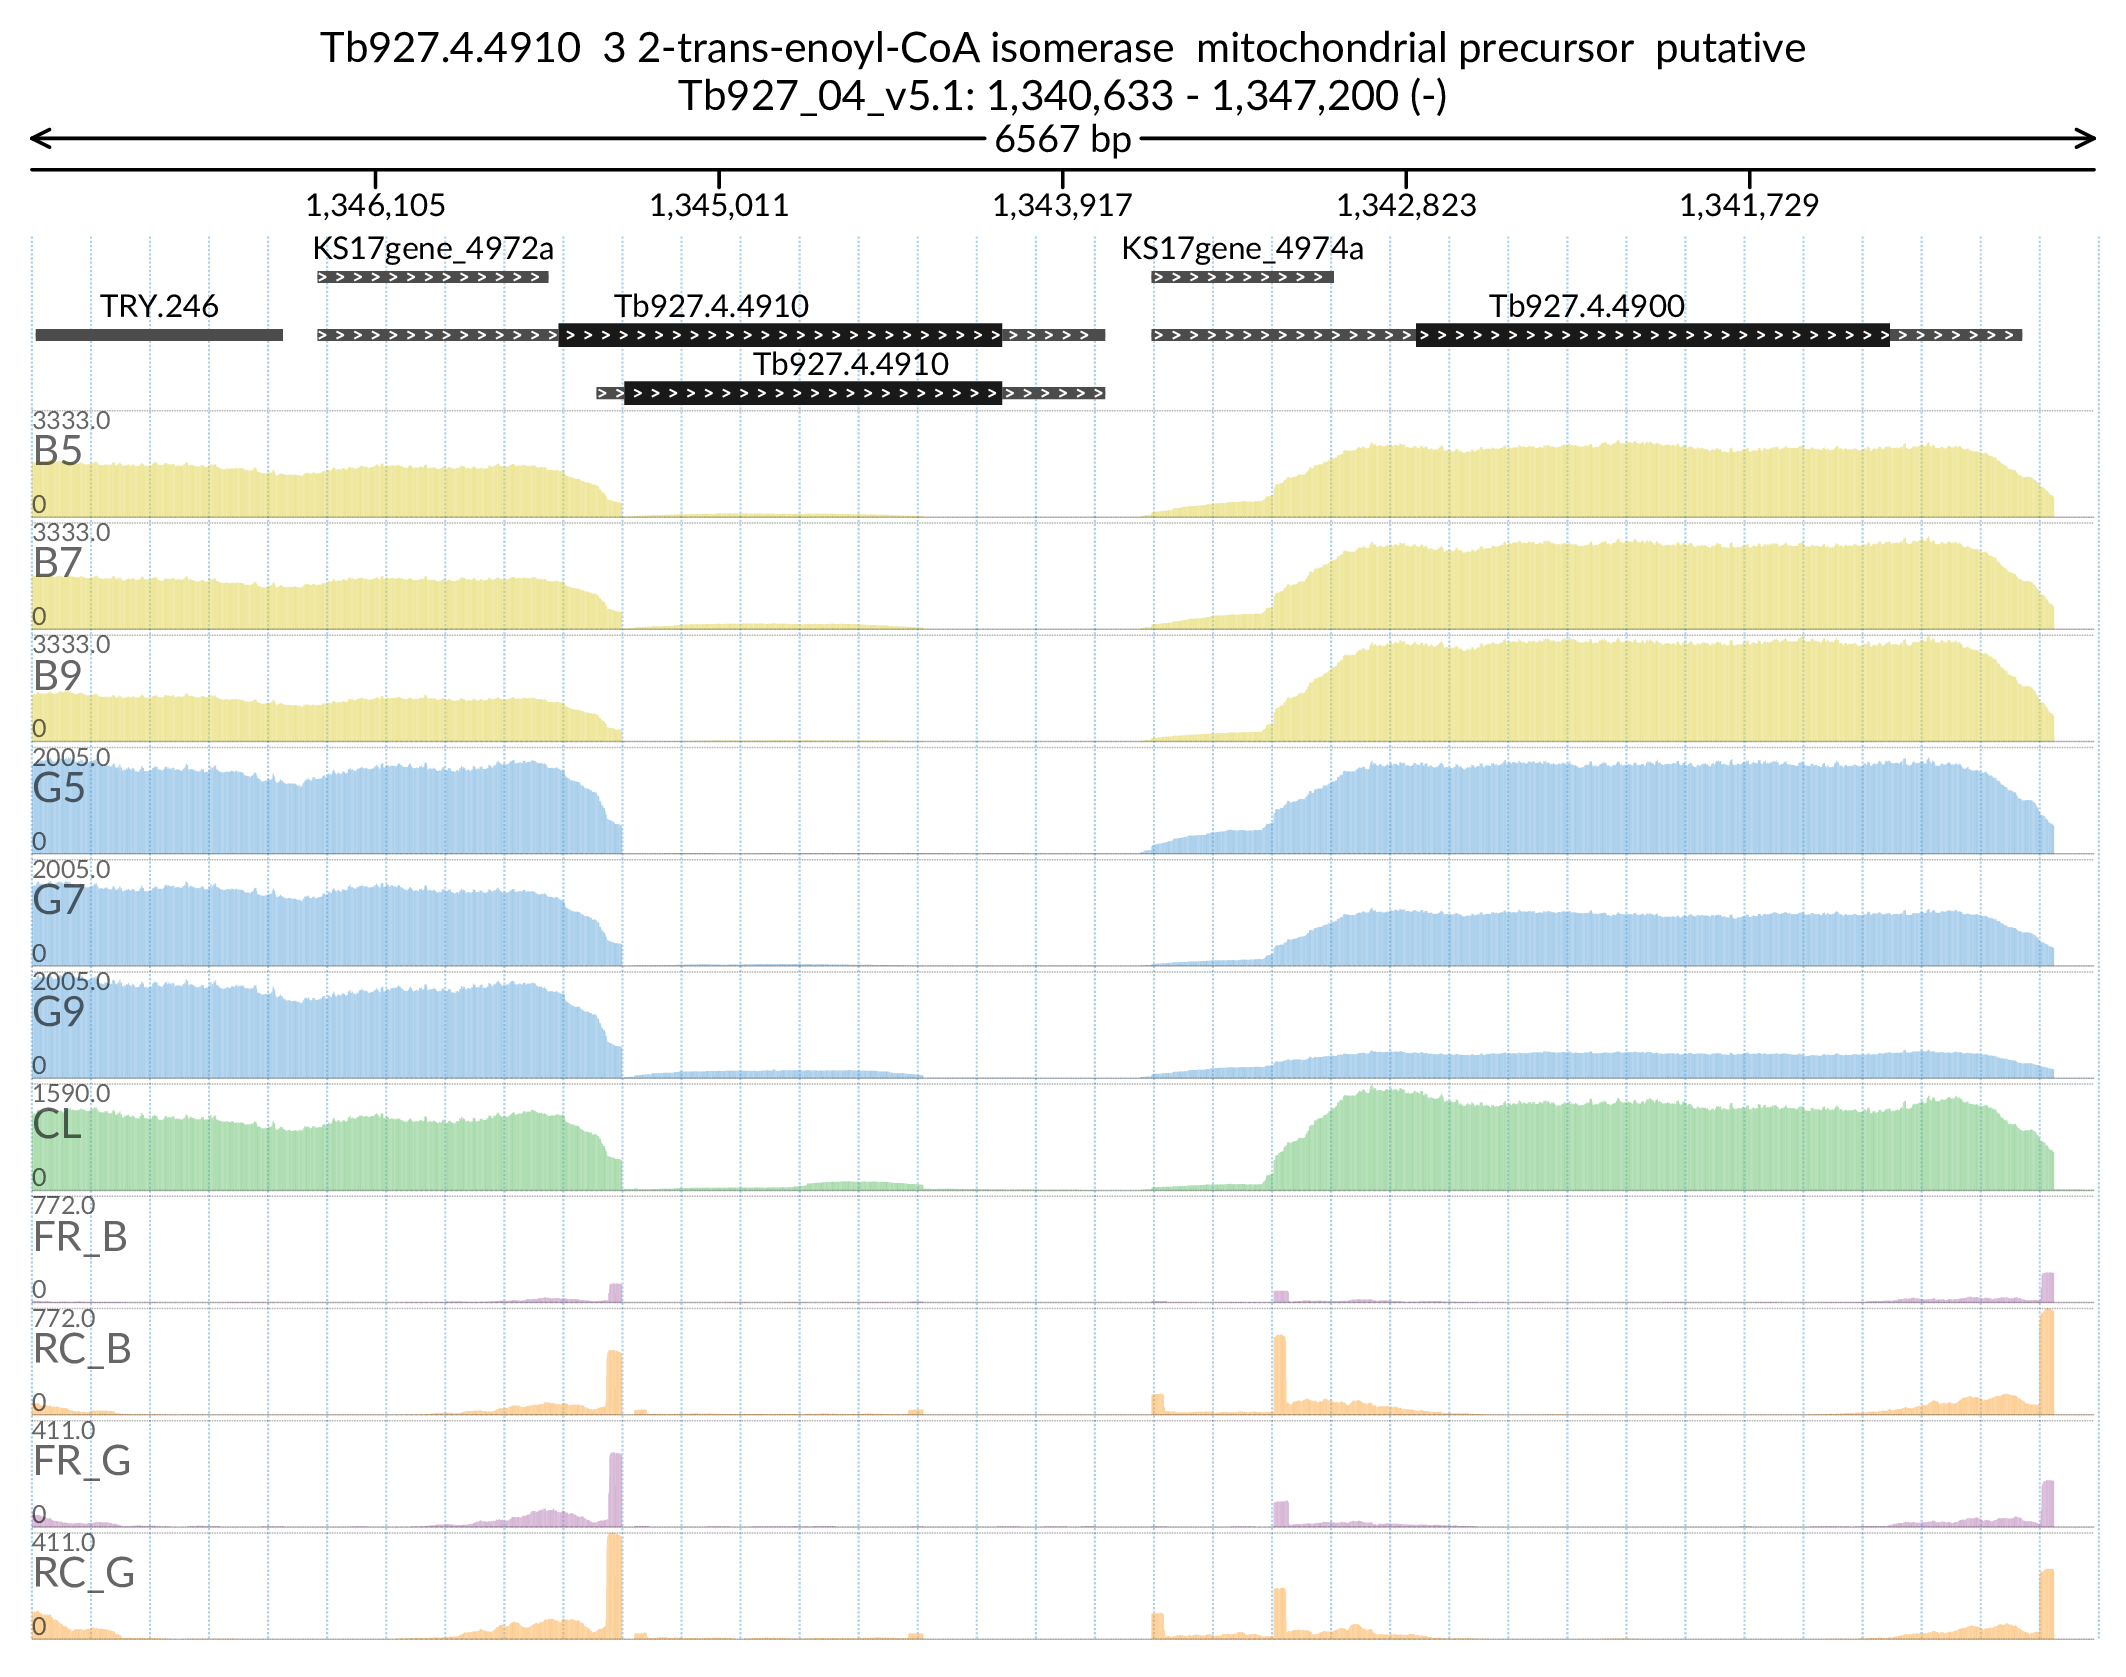 Tb927.4.4910 3 2-trans-enoyl-CoA isomerase mitochondrial precursor putative
Tb927_04_v5.1: 1,340,633 - 1,347,200 (-)
6567 bp
1,346,105 1,345,011 1,343,917 1,342,823 1,341,729
KS17gene_4972a KS17gene_4974a
TRY.246 Tb927.4.4910 Tb927.4.4900
Tb927.4.4910
3333.0
B5
0
3333.0
B7
0
3333.0
B9
0
2005.0
G5
0
2005.0
G7
0
2005.0
G9
0
1590.0
CL
0
772.0
FR_B
0
772.0
RC_B
0
411.0
FR_G
0
411.0
RC_G
0